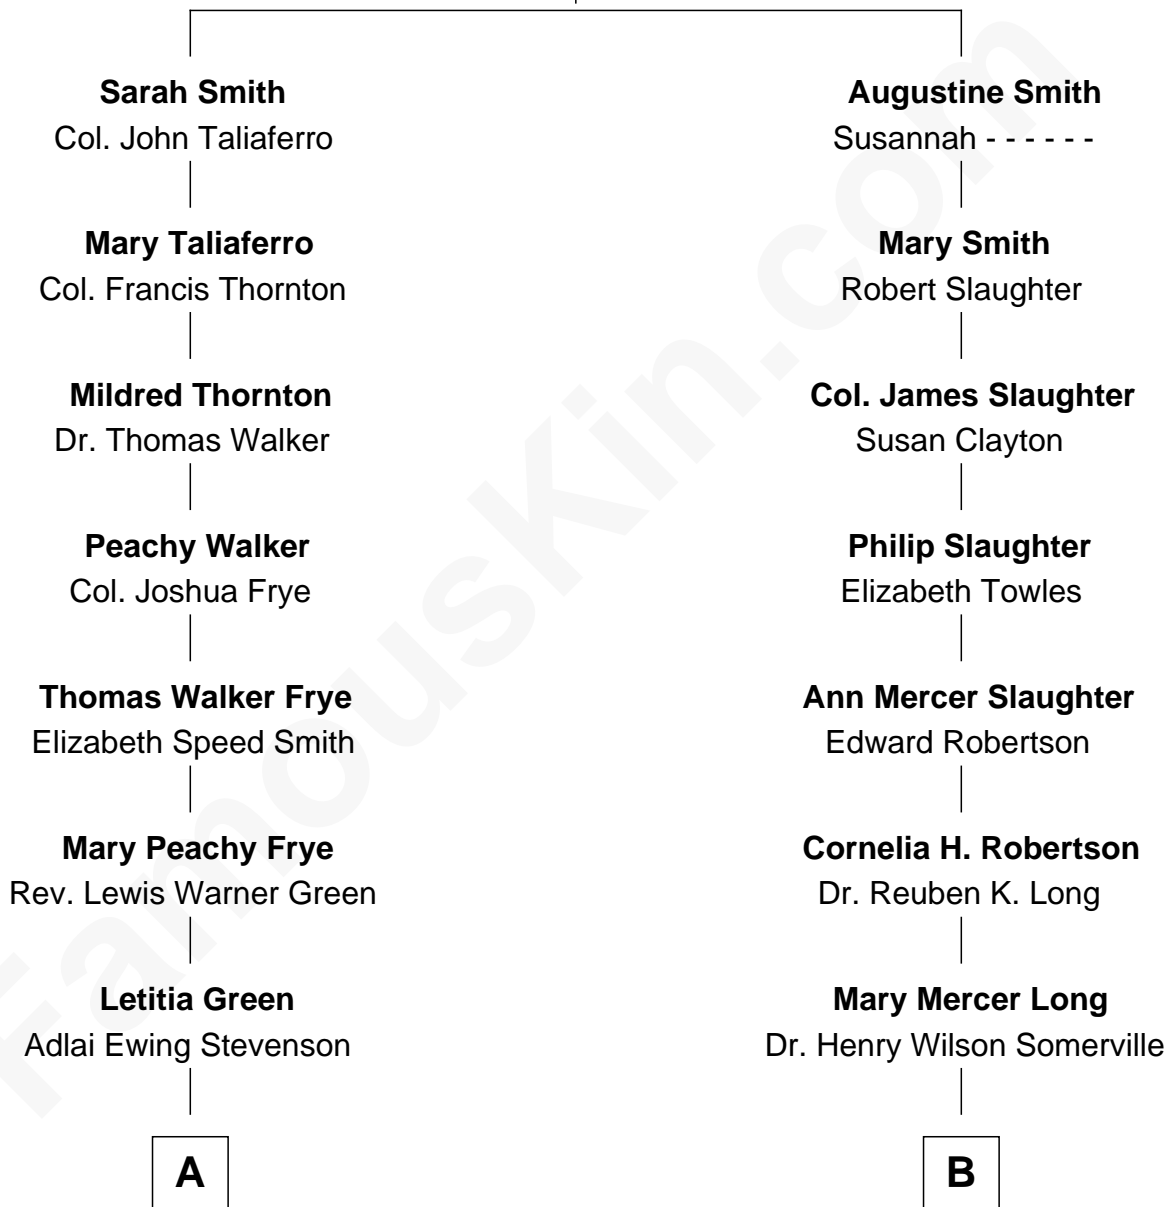 Sarah Smith
Col. John Taliaferro
Mary Taliaferro
Col. Francis Thornton
Mildred Thornton
Dr. Thomas Walker
Peachy Walker
Col. Joshua Frye
Thomas Walker Frye
Elizabeth Speed Smith
Mary Peachy Frye
Rev. Lewis Warner Green
Letitia Green
Adlai Ewing Stevenson
A
Augustine Smith
Susannah - - - - - -
Mary Smith
Robert Slaughter
Col. James Slaughter
Susan Clayton
Philip Slaughter
Elizabeth Towles
Ann Mercer Slaughter
Edward Robertson
Cornelia H. Robertson
Dr. Reuben K. Long
Mary Mercer Long
Dr. Henry Wilson Somerville
B
FamousKin.com